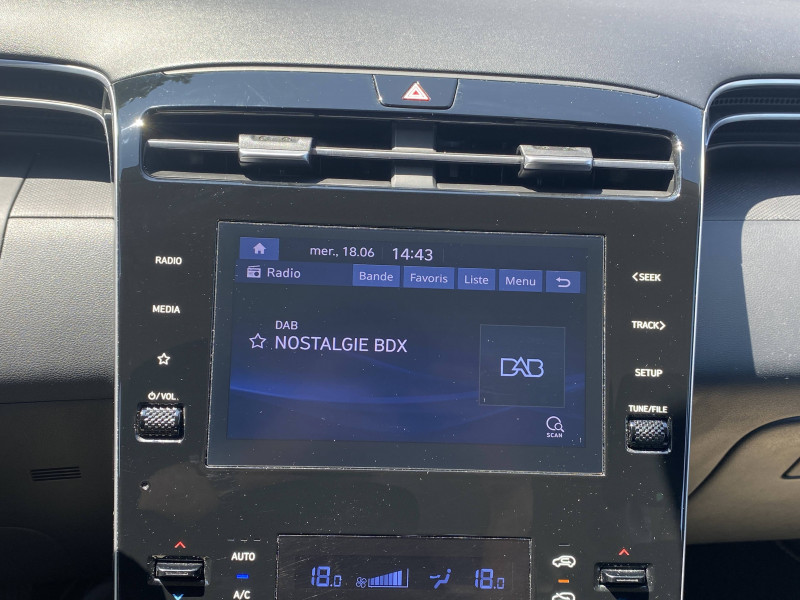 mer., 18.06 14:43
RADIO
Radio Bande Favoris Liste Menu
<SEEK
MEDIA
DAB
TRACK>
NOSTALGIE BDX
DAB
SETUP
⏻/VOL.
TUNE/FILE
SCAN
AUTO
18.0 18.0
A/C